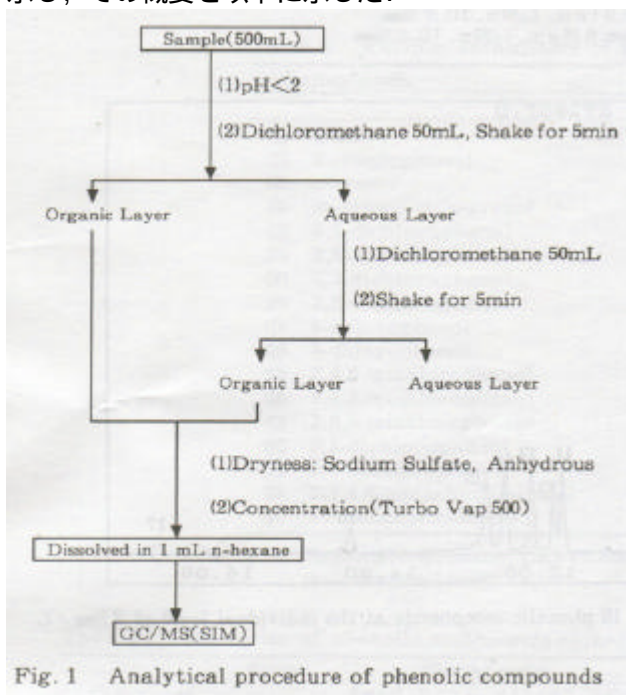 Sample(500mL)
(1)pH<2
(2)Dichloromethane 50mL, Shake for 5min
Organic Layer
Aqueous Layer
(1)Dichloromethane 50mL
(2)Shake for 5min
Organic Layer
Aqueous Layer
(1)Dryness: Sodium Sulfate, Anhydrous
(2)Concentration(Turbo Vap 500)
Dissolved in 1 mL n-hexane
GC/MS(SIM)
Fig. 1 Analytical procedure of phenolic compounds